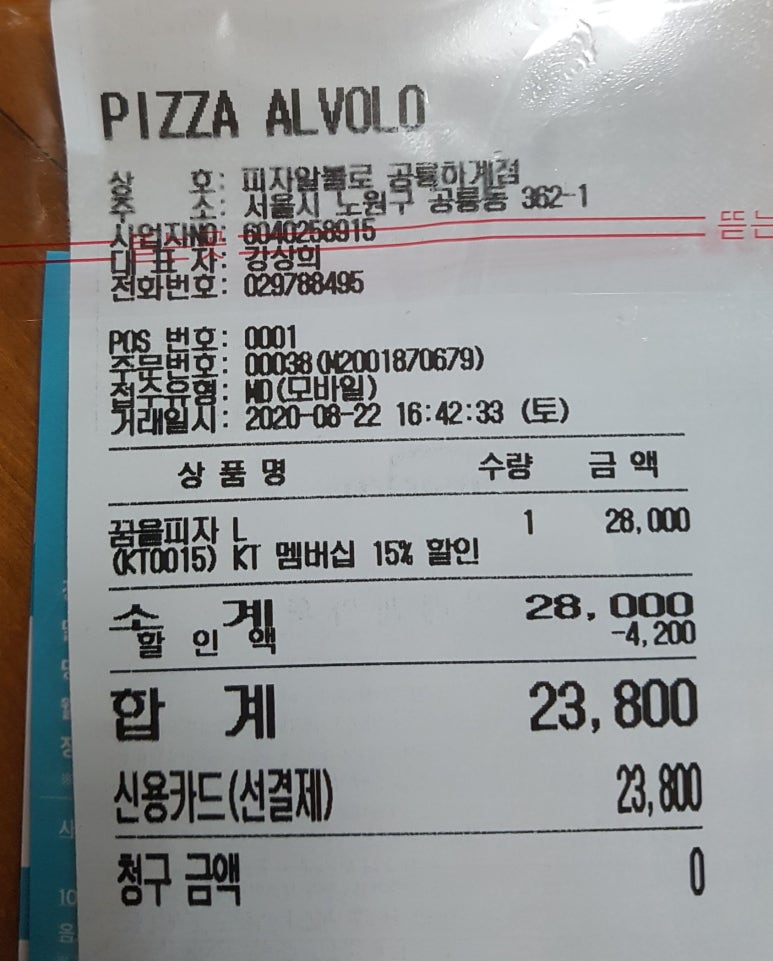 PIZZA ALVOLO
상 호: 피자알볼로 공릉하계점
주 소: 서울시 노원구 공릉동 362-1
사업자NO: 6040258915
대 표 자: 강상희
전화번호: 029788495
뜯는
POS 번호: 0001
주문번호: 00038(M2001870679)
접수유형: MO(모바일)
거래일시: 2020-08-22 16:42:33 (토)
상 품 명 수량 금 액
꿈을피자 L 1 28,000
(KT0015) KT 멤버십 15% 할인
소 계 28,000
할 인 액 -4,200
합 계 23,800
신용카드(선결제) 23,800
청구 금액 0
10